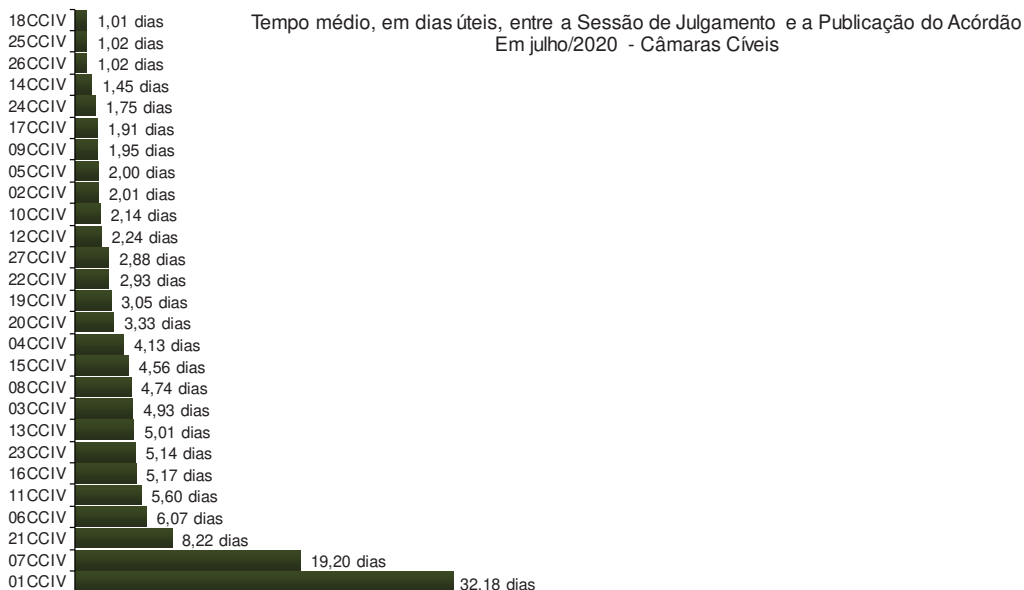 Tempo médio, em dias úteis, entre a Sessão de Julgamento e a Publicação do Acórdão
Em julho/2020 - Câmaras Cíveis
18CCIV 1,01 dias
25CCIV 1,02 dias
26CCIV 1,02 dias
14CCIV 1,45 dias
24CCIV 1,75 dias
17CCIV 1,91 dias
09CCIV 1,95 dias
05CCIV 2,00 dias
02CCIV 2,01 dias
10CCIV 2,14 dias
12CCIV 2,24 dias
27CCIV 2,88 dias
22CCIV 2,93 dias
19CCIV 3,05 dias
20CCIV 3,33 dias
04CCIV 4,13 dias
15CCIV 4,56 dias
08CCIV 4,74 dias
03CCIV 4,93 dias
13CCIV 5,01 dias
23CCIV 5,14 dias
16CCIV 5,17 dias
11CCIV 5,60 dias
06CCIV 6,07 dias
21CCIV 8,22 dias
07CCIV 19,20 dias
01CCIV 32,18 dias